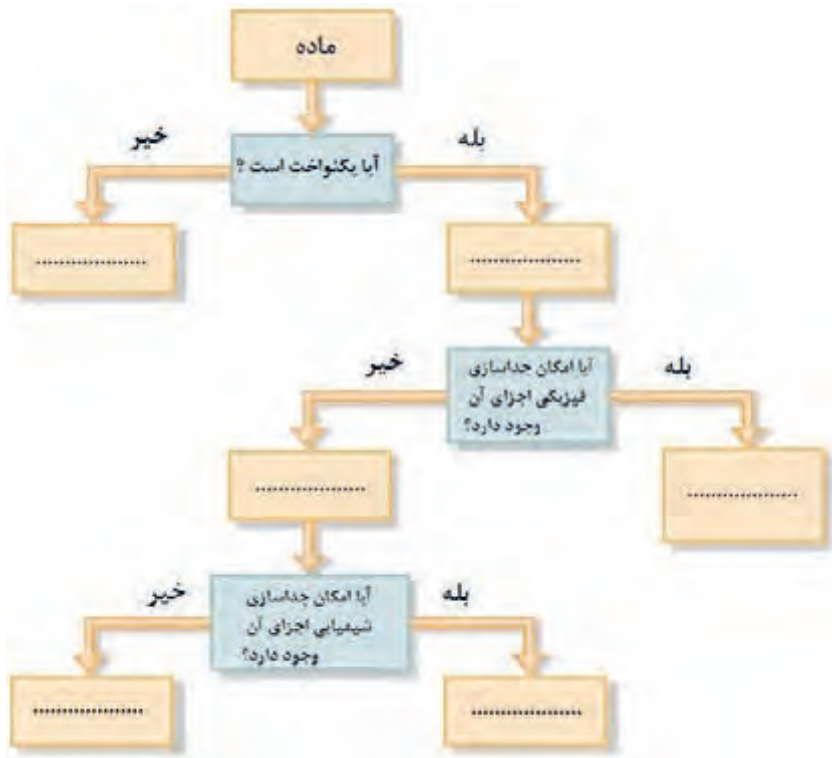 ماده
خیر
بله
آیا یکنواخت است ؟
....................
....................
خیر
آیا امکان جداسازی
فیزیکی اجزای آن
وجود دارد؟
بله
....................
....................
خیر
آیا امکان جداسازی
شیمیایی اجزای آن
وجود دارد؟
بله
....................
....................